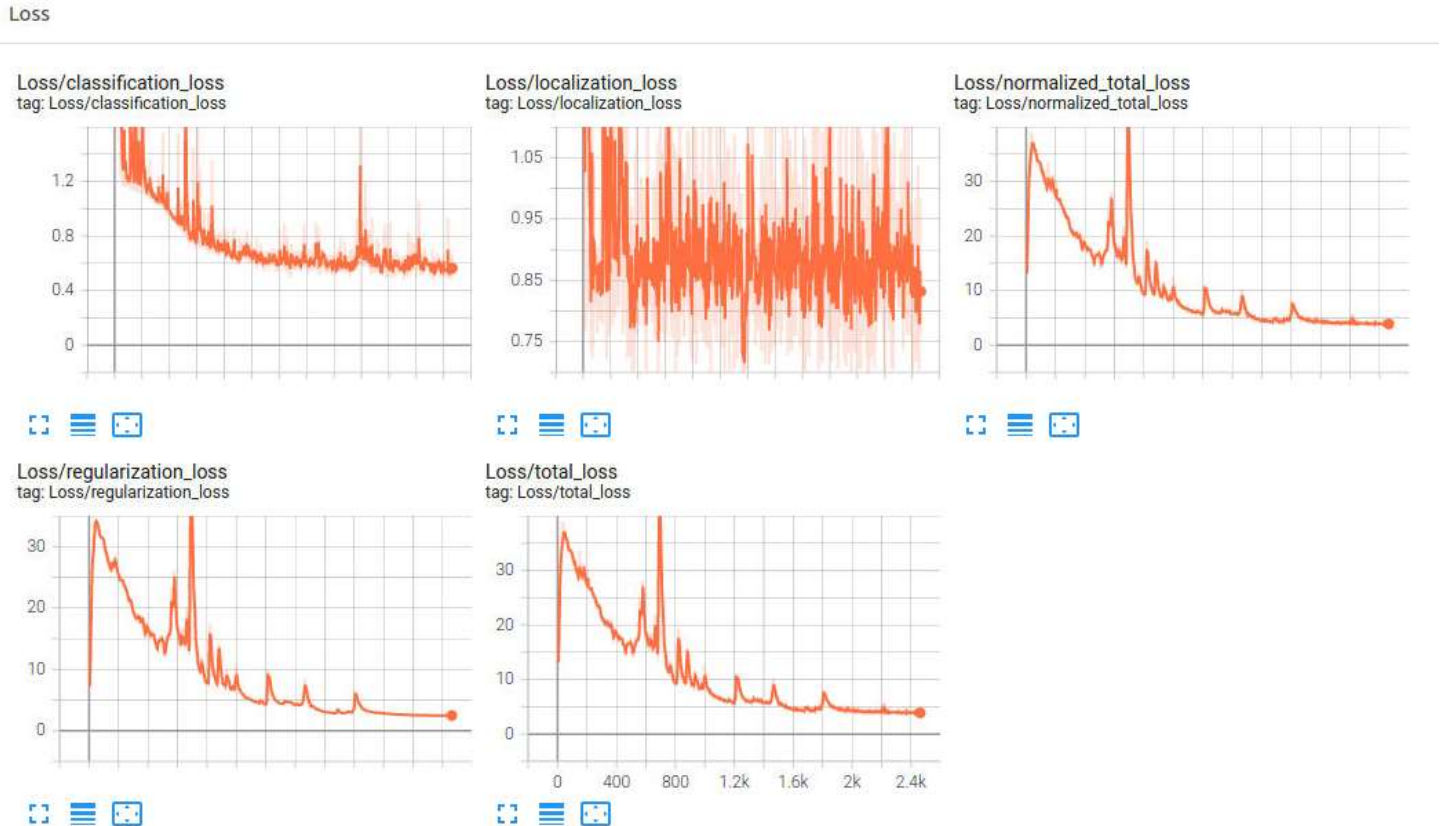 Loss
Loss/classification_loss
tag: Loss/classification_loss
1.2
0.8
0.4
0
Loss/localization_loss
tag: Loss/localization_loss
1.05
0.95
0.85
0.75
Loss/normalized_total_loss
tag: Loss/normalized_total_loss
30
20
10
0
Loss/regularization_loss
tag: Loss/regularization_loss
30
20
10
0
Loss/total_loss
tag: Loss/total_loss
30
20
10
0
0 400 800 1.2k 1.6k 2k 2.4k